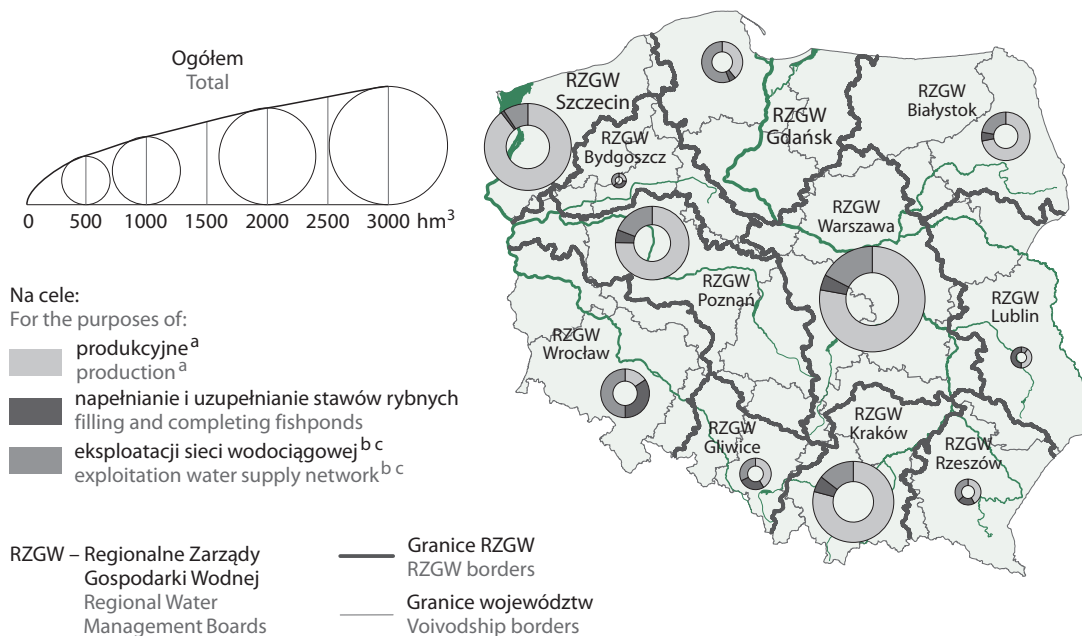 Ogółem
Total
0 500 1000 1500 2000 2500 3000 hm³
Na cele:
For the purposes of:
produkcyjne ᵃ
production ᵃ
napełnianie i uzupełnianie stawów rybnych
filling and completing fishponds
eksploatacji sieci wodociągowej ᵇ ᶜ
exploitation water supply network ᵇ ᶜ
RZGW – Regionalne Zarządy
Gospodarki Wodnej
Regional Water
Management Boards
Granice RZGW
RZGW borders
Granice województw
Voivodship borders
RZGW
Szczecin
RZGW
Bydgoszcz
RZGW
Gdańsk
RZGW
Białystok
RZGW
Warszawa
RZGW
Poznań
RZGW
Lublin
RZGW
Wrocław
RZGW
Gliwice
RZGW
Kraków
RZGW
Rzeszów